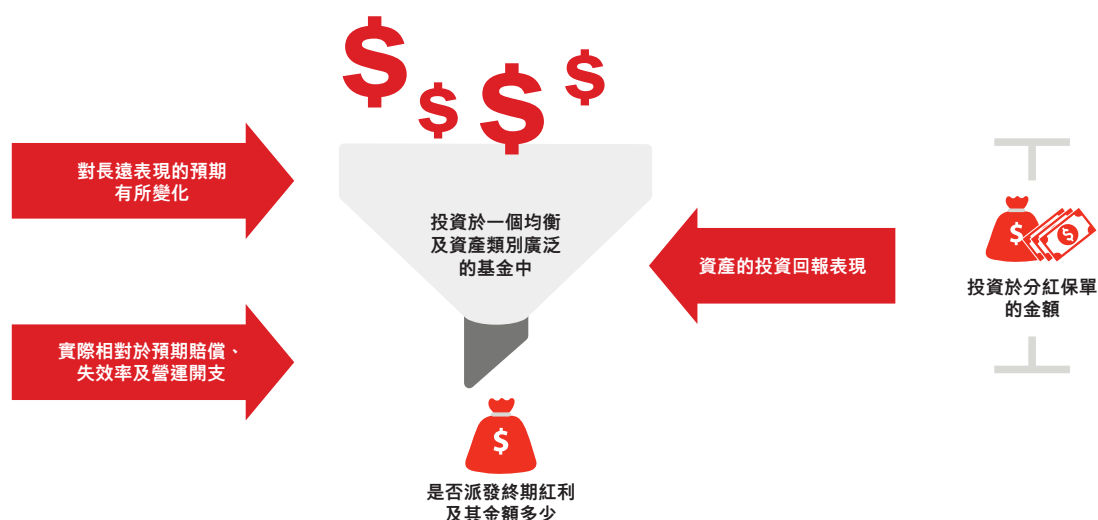 $
$
$
$
對長遠表現的預期
有所變化
投資於一個均衡
及資產類別廣泛
的基金中
資產的投資回報表現
$
$
投資於分紅保單
的金額
實際相對於預期賠償、
失效率及營運開支
$
是否派發終期紅利
及其金額多少